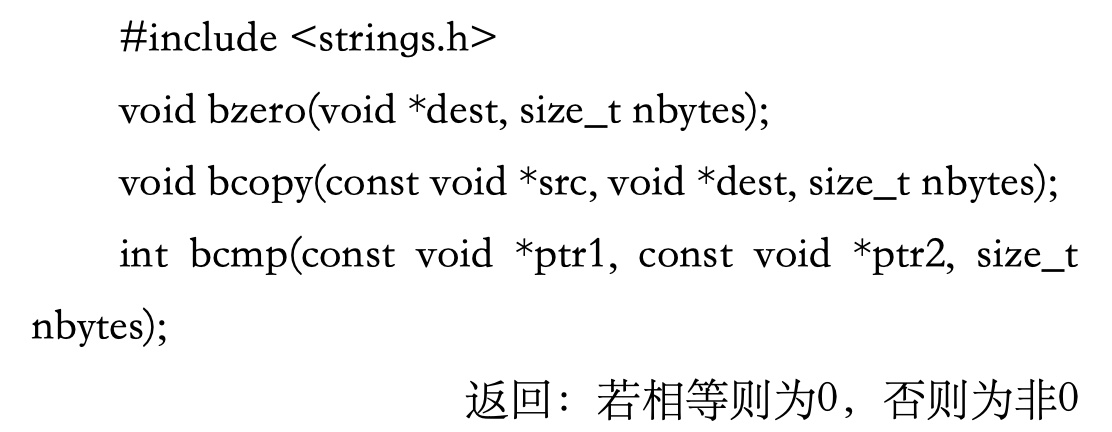 #include <strings.h>
void bzero(void *dest, size_t nbytes);
void bcopy(const void *src, void *dest, size_t nbytes);
int bcmp(const void *ptr1, const void *ptr2, size_t
nbytes);
返回：若相等则为0，否则为非0